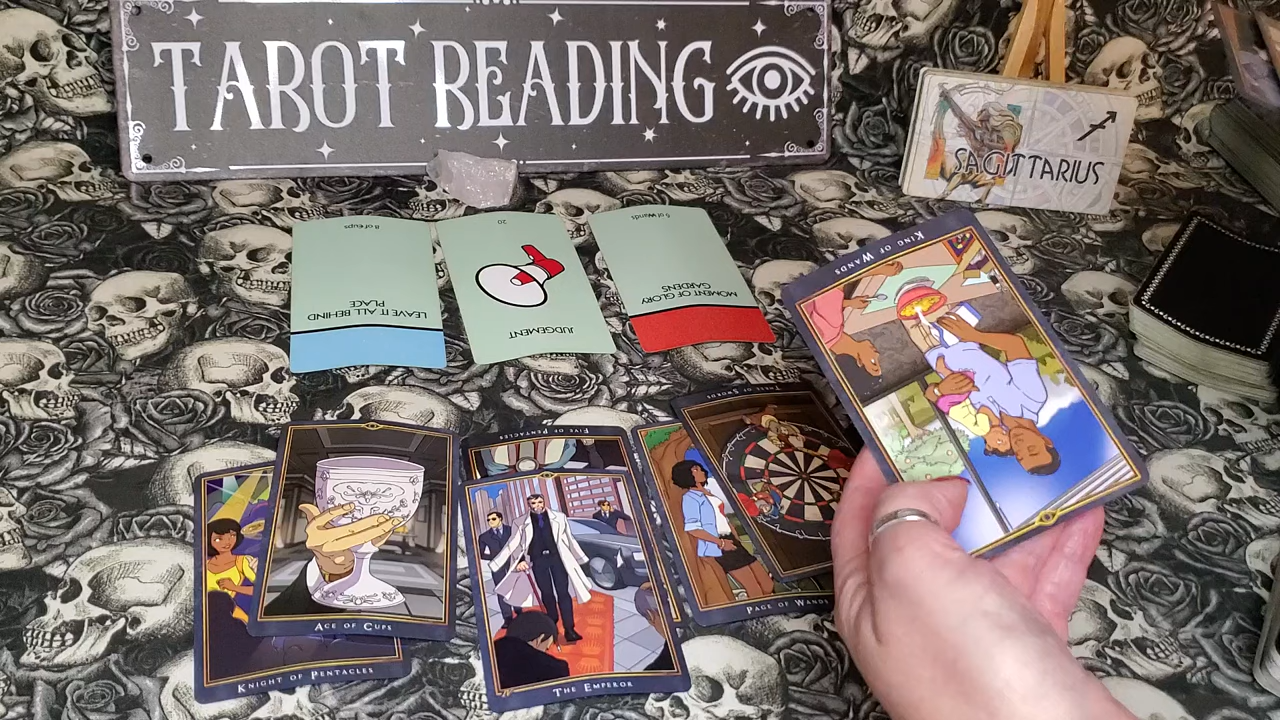 TAROT READING
SAGITTARIUS
8 of Cups
LEAVE IT ALL BEHIND
PLACE
20
JUDGEMENT
6 of Wands
MOMENT OF GLORY
GARDENS
KING OF WANDS
FIVE OF PENTACLES
THREE OF SWORDS
ACE OF CUPS
KNIGHT OF PENTACLES
THE EMPEROR
PAGE OF WANDS